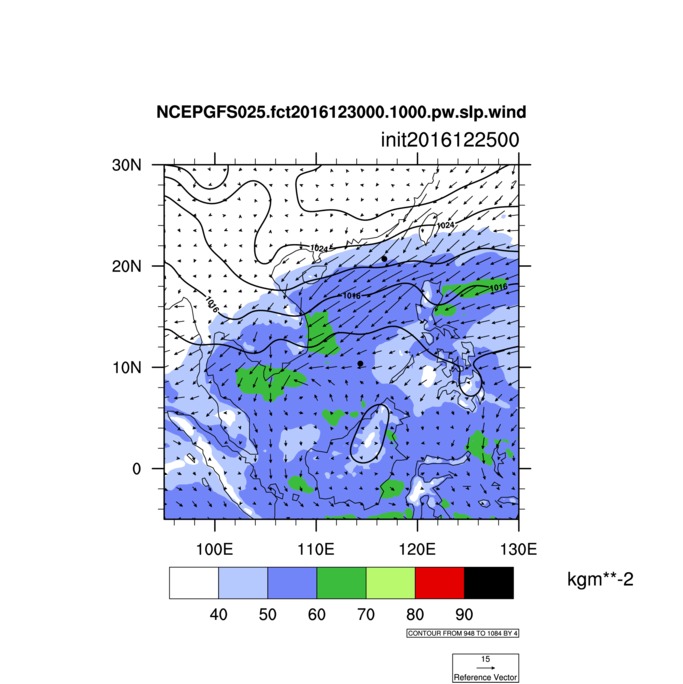 NCEPGFS025.fct2016123000.1000.pw.slp.wind
init2016122500
30N
1024
1024
20N
1016
1016
1016
10N
0
100E 110E 120E 130E
kgm**-2
40 50 60 70 80 90
CONTOUR FROM 948 TO 1084 BY 4
15
Reference Vector